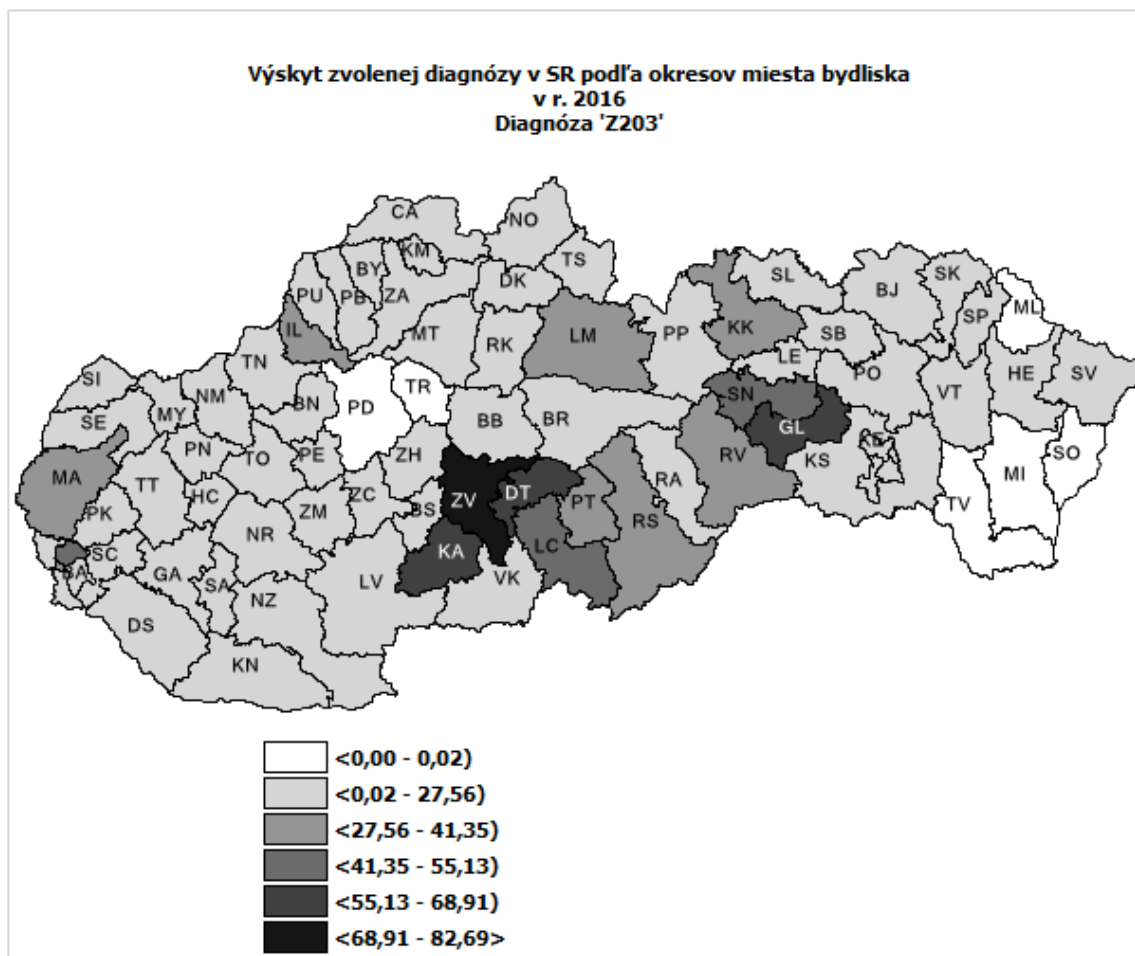 Výskyt zvolenej diagnózy v SR podľa okresov miesta bydliska
v r. 2016
Diagnóza 'Z203'
CA
NO
KM
TS
BY
SL
SK
DK
PU
PB
ZA
BJ
ML
SP
IL
MT
LM
PP
KK
SB
RK
LE
TN
HE
SV
SI
TR
PO
NM
BN
PD
SN
VT
MY
SE
BB
BR
GL
PN
TO
PE
ZH
RV
KE
KS
SO
MA
TT
MI
HC
ZC
RA
ZV
DT
PT
TV
PK
ZM
BS
RS
NR
SC
KA
LC
BA
GA
SA
LV
VK
NZ
DS
KN
<0,00 - 0,02)
<0,02 - 27,56)
<27,56 - 41,35)
<41,35 - 55,13)
<55,13 - 68,91)
<68,91 - 82,69>